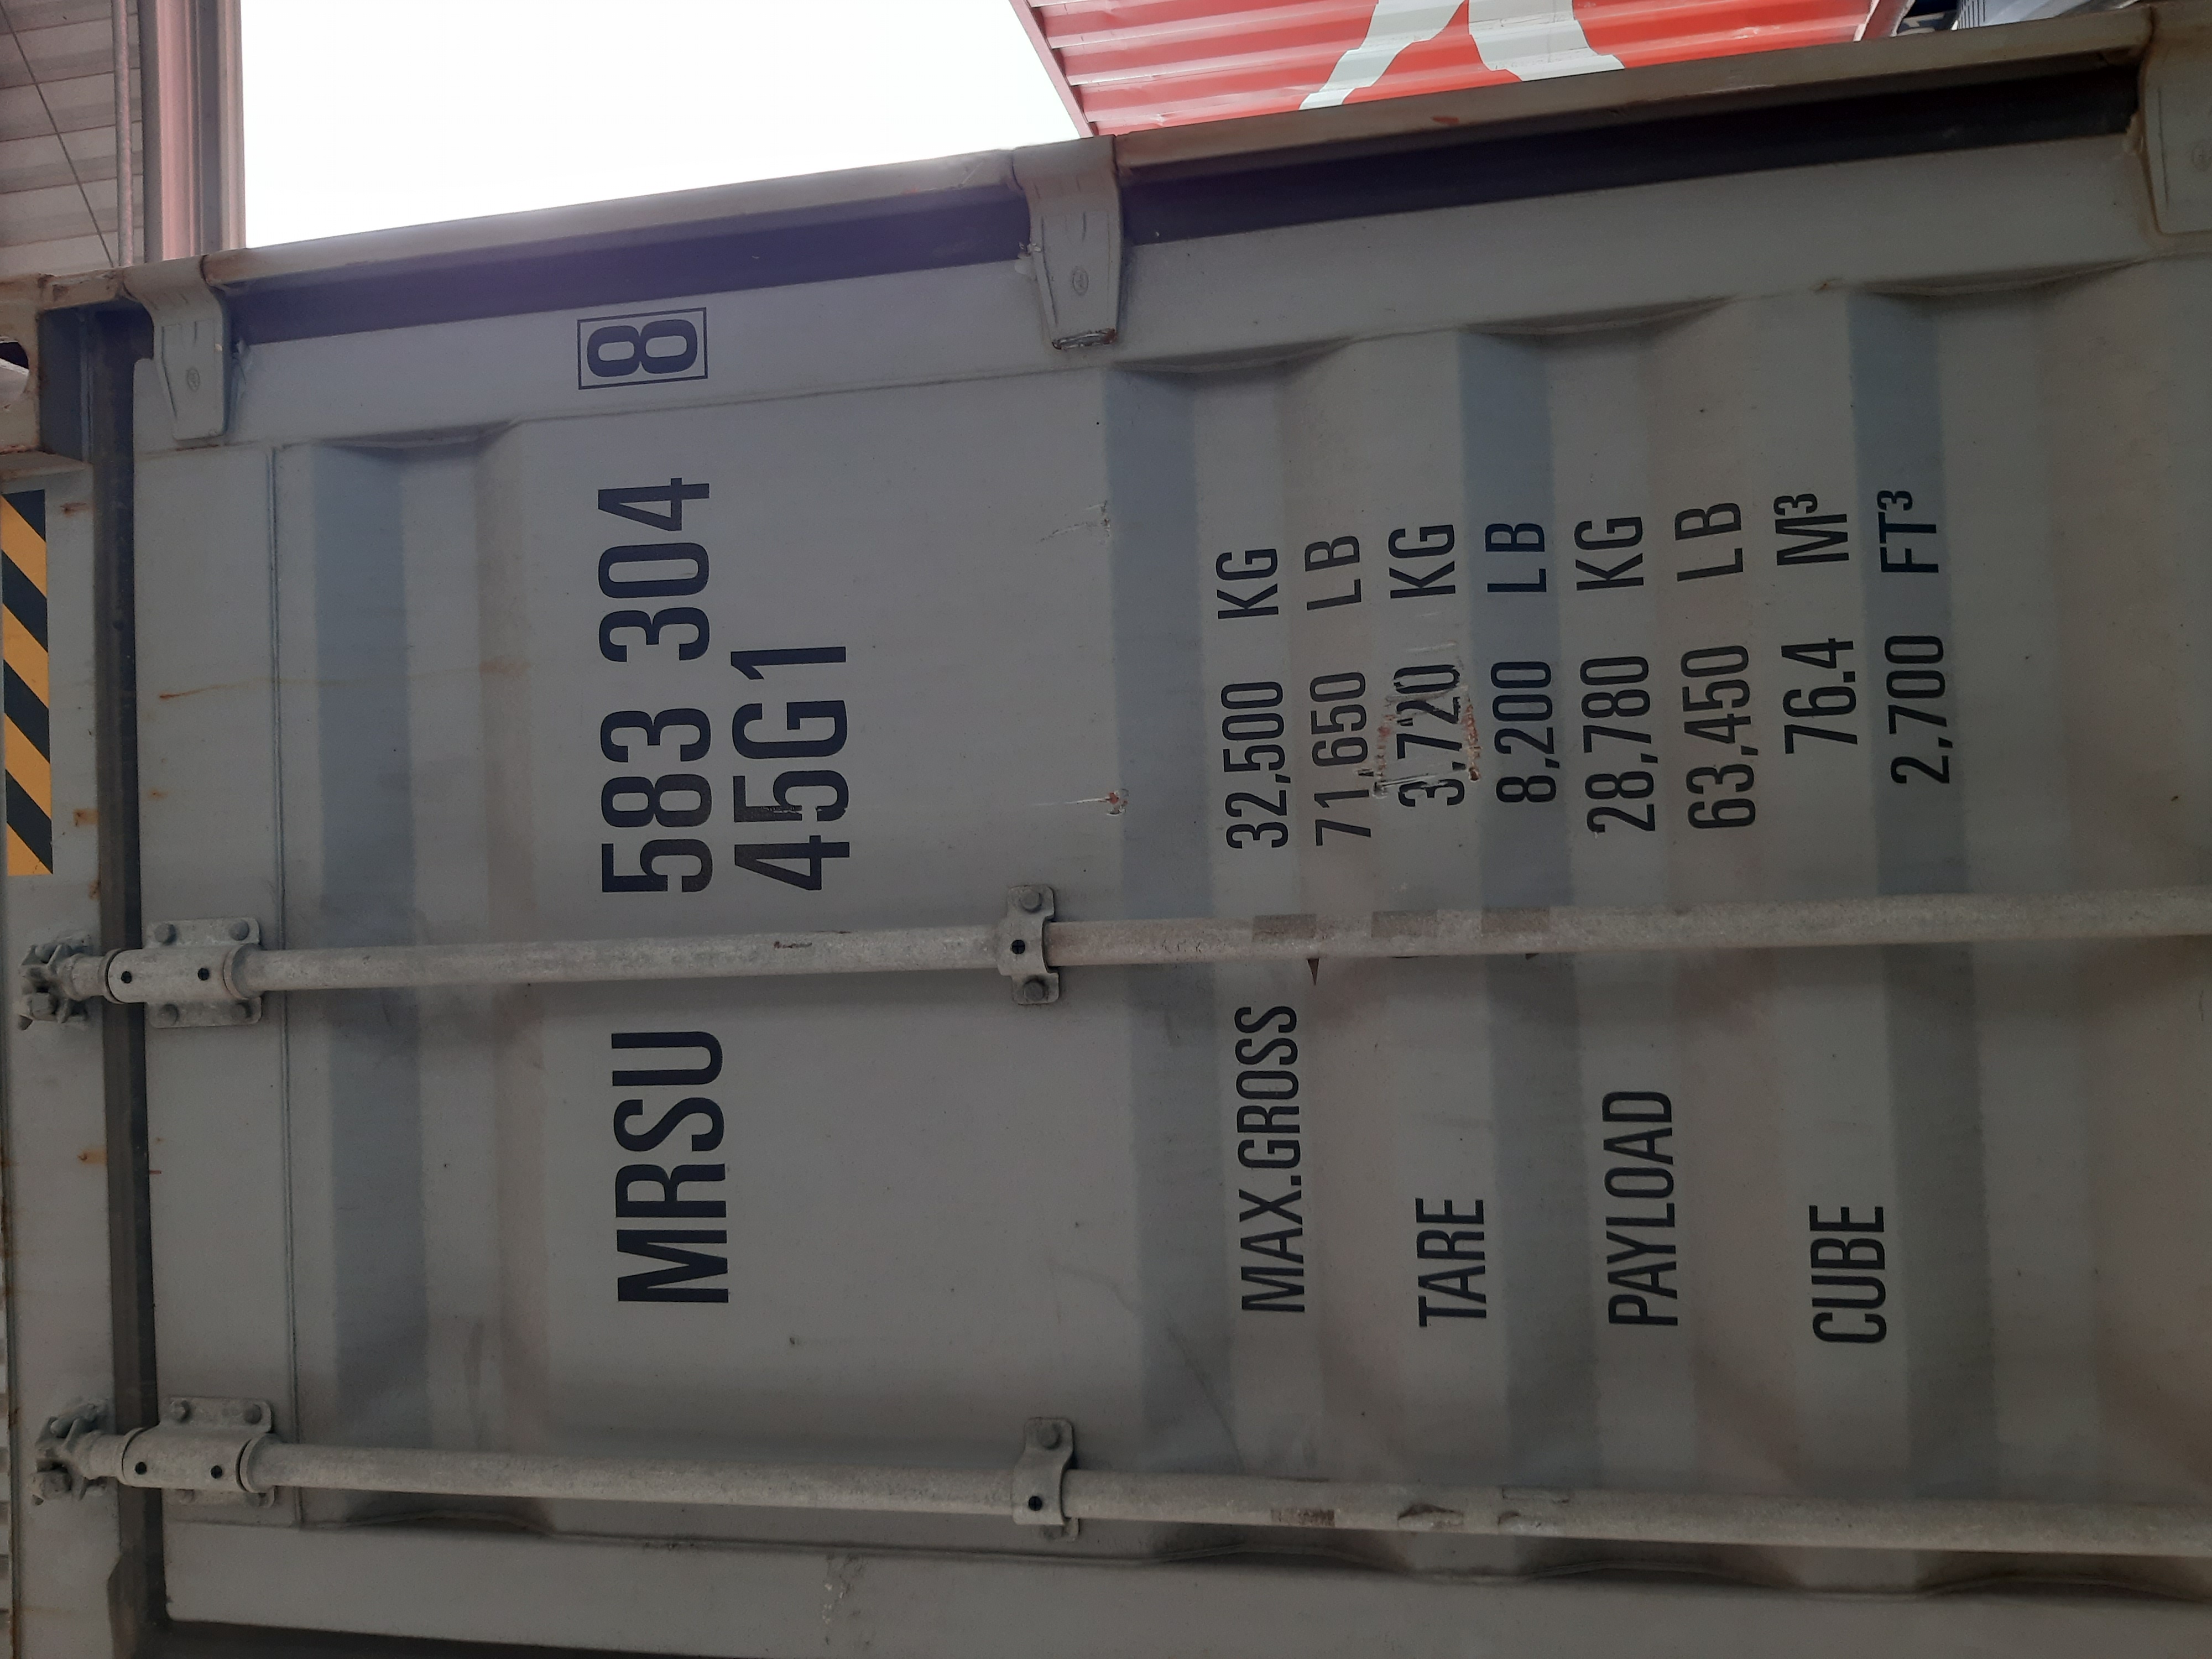 MRSU 583 304 8
45G1
MAX.GROSS 32,500 KG
71,650 LB
TARE 3,720 KG
8,200 LB
PAYLOAD 28,780 KG
63,450 LB
CUBE 76.4 M³
2,700 FT³